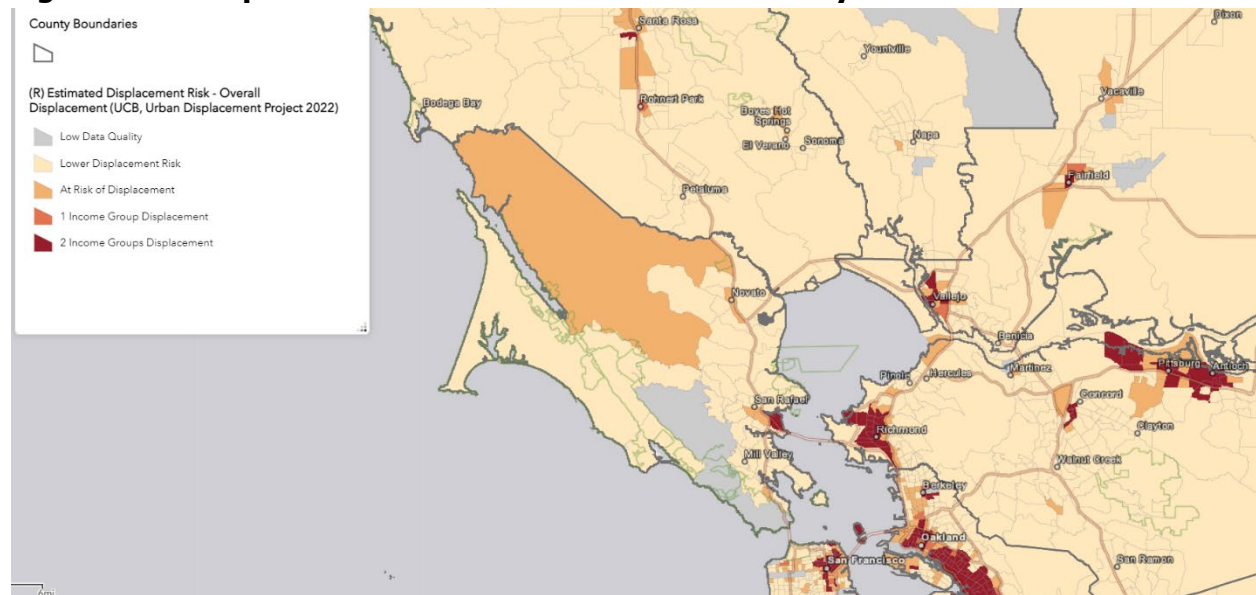 County Boundaries
(R) Estimated Displacement Risk - Overall
Displacement (UCB, Urban Displacement Project 2022)
Low Data Quality
Lower Displacement Risk
At Risk of Displacement
1 Income Group Displacement
2 Income Groups Displacement
Santa Rosa
Dixon
Yountville
Bodega Bay
Rohnert Park
Vacaville
Boyes Hot
Springs
El Verano
Sonoma
Napa
Petaluma
Fairfield
Novato
Vallejo
Benicia
Pinole
Hercules
Martinez
Pittsburg
Antioch
San Rafael
Concord
Clayton
Richmond
Mill Valley
Walnut Creek
Berkeley
Oakland
San Francisco
San Ramon